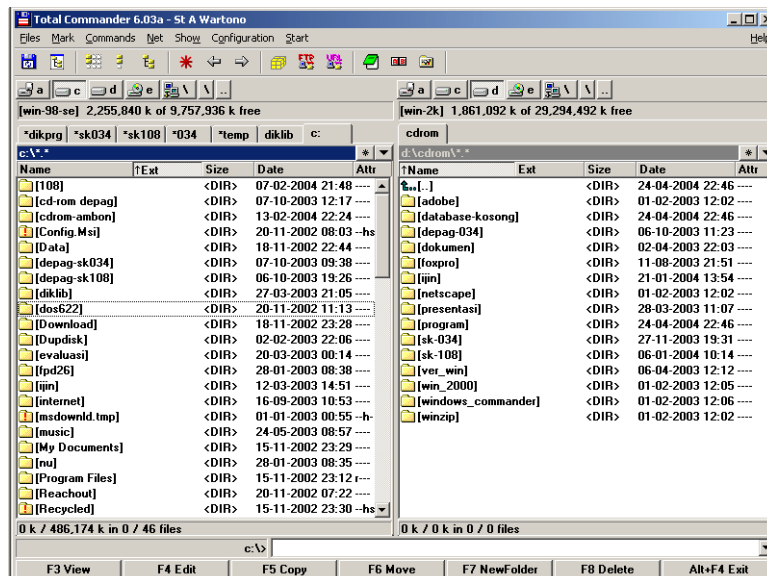 Total Commander 6.03a - St A Wartono
Files Mark Commands Net Show Configuration Start Help
FTP URL
a c d e \ \ ..
[win-98-se] 2,255,840 k of 9,757,936 k free
*dikprg *sk034 *sk108 *034 *temp diklib c:
c:\*.*
Name ↑Ext Size Date Attr
[108] <DIR> 07-02-2004 21:48 ----
[cd-rom depag] <DIR> 07-10-2003 12:17 ----
[cdrom-ambon] <DIR> 13-02-2004 22:24 ----
[Config.Msi] <DIR> 20-11-2002 08:03 --hs
[Data] <DIR> 18-11-2002 22:44 ----
[depag-sk034] <DIR> 07-10-2003 09:38 ----
[depag-sk108] <DIR> 06-10-2003 19:26 ----
[diklib] <DIR> 27-03-2003 21:05 ----
[dos622] <DIR> 20-11-2002 11:13 ----
[Download] <DIR> 18-11-2002 23:28 ----
[Dupdisk] <DIR> 02-02-2003 22:06 ----
[evaluasi] <DIR> 20-03-2003 00:14 ----
[fpd26] <DIR> 28-01-2003 08:38 ----
[ijin] <DIR> 12-03-2003 14:51 ----
[internet] <DIR> 16-09-2003 10:53 ----
[msdownld.tmp] <DIR> 01-01-2003 00:55 --h-
[music] <DIR> 24-05-2003 08:57 ----
[My Documents] <DIR> 15-11-2002 23:29 ----
[nu] <DIR> 28-01-2003 08:35 ----
[Program Files] <DIR> 15-11-2002 23:12 r---
[Reachout] <DIR> 20-11-2002 07:22 ----
[Recycled] <DIR> 15-11-2002 23:30 --hs
0 k / 486,174 k in 0 / 46 files
a c d e \ \ ..
[win-2k] 1,861,092 k of 29,294,492 k free
cdrom
d:\cdrom\*.*
↑Name Ext Size Date Attr
[..] <DIR> 24-04-2004 22:46 ----
[adobe] <DIR> 01-02-2003 12:02 ----
[database-kosong] <DIR> 24-04-2004 22:46 ----
[depag-034] <DIR> 06-10-2003 11:23 ----
[dokumen] <DIR> 02-04-2003 22:03 ----
[foxpro] <DIR> 11-08-2003 21:51 ----
[ijin] <DIR> 21-01-2004 13:54 ----
[netscape] <DIR> 01-02-2003 12:02 ----
[presentasi] <DIR> 28-03-2003 11:07 ----
[program] <DIR> 24-04-2004 22:46 ----
[sk-034] <DIR> 27-11-2003 19:31 ----
[sk-108] <DIR> 06-01-2004 10:14 ----
[ver_win] <DIR> 06-04-2003 12:12 ----
[win_2000] <DIR> 01-02-2003 12:05 ----
[windows_commander] <DIR> 01-02-2003 12:06 ----
[winzip] <DIR> 01-02-2003 12:02 ----
0 k / 0 k in 0 / 0 files
c:\>
F3 View F4 Edit F5 Copy F6 Move F7 NewFolder F8 Delete Alt+F4 Exit